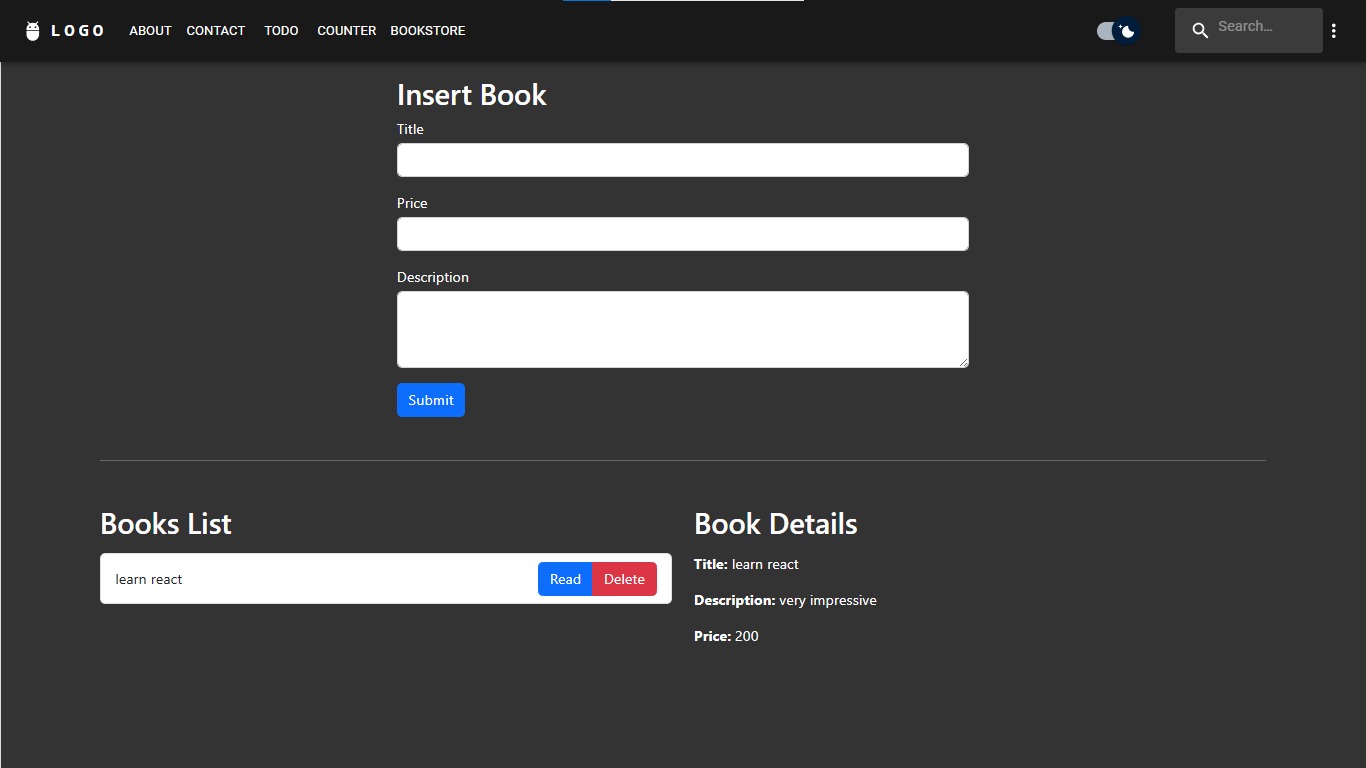 LOGO ABOUT CONTACT TODO COUNTER BOOKSTORE Search...
Insert Book
Title
Price
Description
Submit
Books List
learn react Read Delete
Book Details
Title: learn react
Description: very impressive
Price: 200